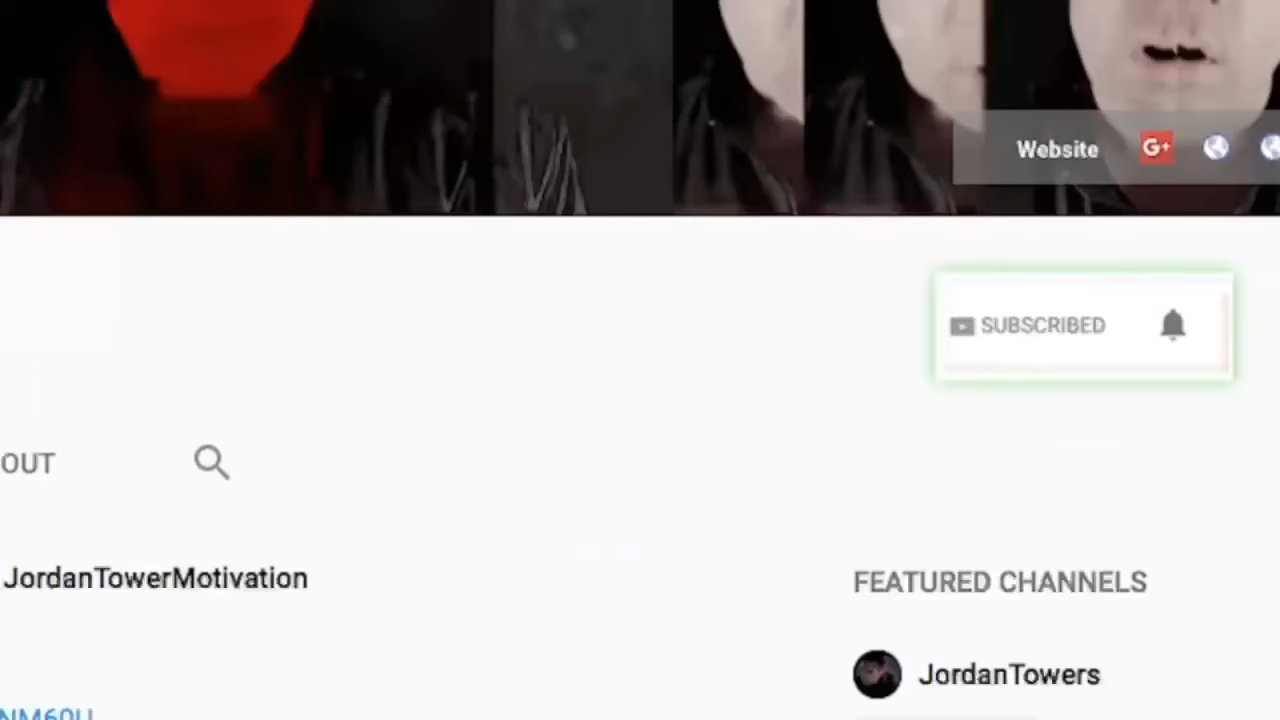 Website G+
SUBSCRIBED
OUT
JordanTowerMotivation
FEATURED CHANNELS
JordanTowers